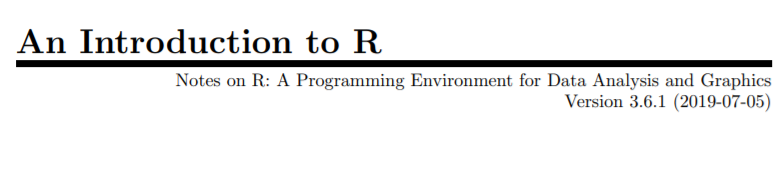 An Introduction to R
Notes on R: A Programming Environment for Data Analysis and Graphics
Version 3.6.1 (2019-07-05)